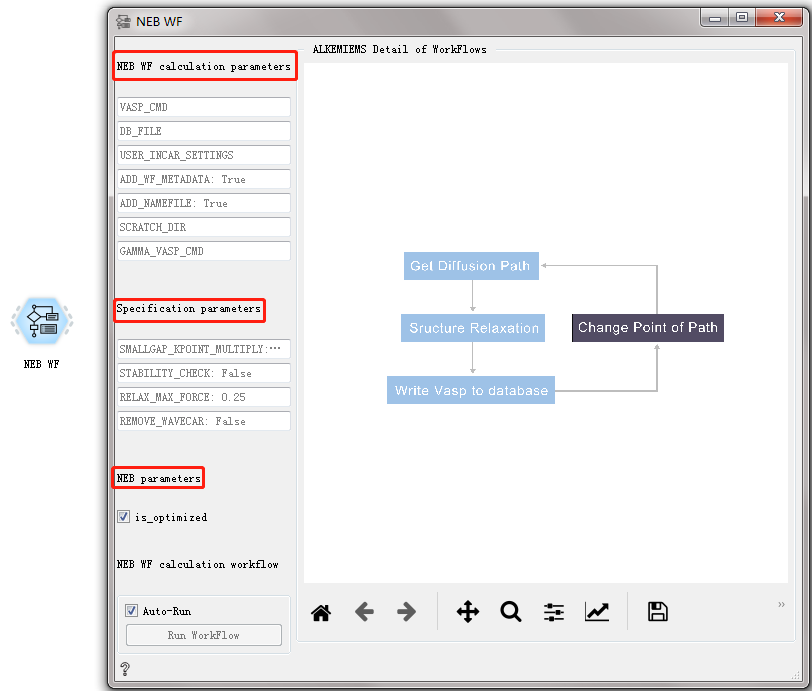 NEB WF
NEB WF
NEB WF calculation parameters
VASP_CMD
DB_FILE
USER_INCAR_SETTINGS
ADD_WF_METADATA: True
ADD_NAMEFILE: True
SCRATCH_DIR
GAMMA_VASP_CMD
Specification parameters
SMALLGAP_KPOINT_MULTIPLY:···
STABILITY_CHECK: False
RELAX_MAX_FORCE: 0.25
REMOVE_WAVECAR: False
NEB parameters
is_optimized
NEB WF calculation workflow
Auto-Run
Run WorkFlow
?
ALKEMIEMS Detail of WorkFlows
Get Diffusion Path
Sructure Relaxation
Change Point of Path
Write Vasp to database
»